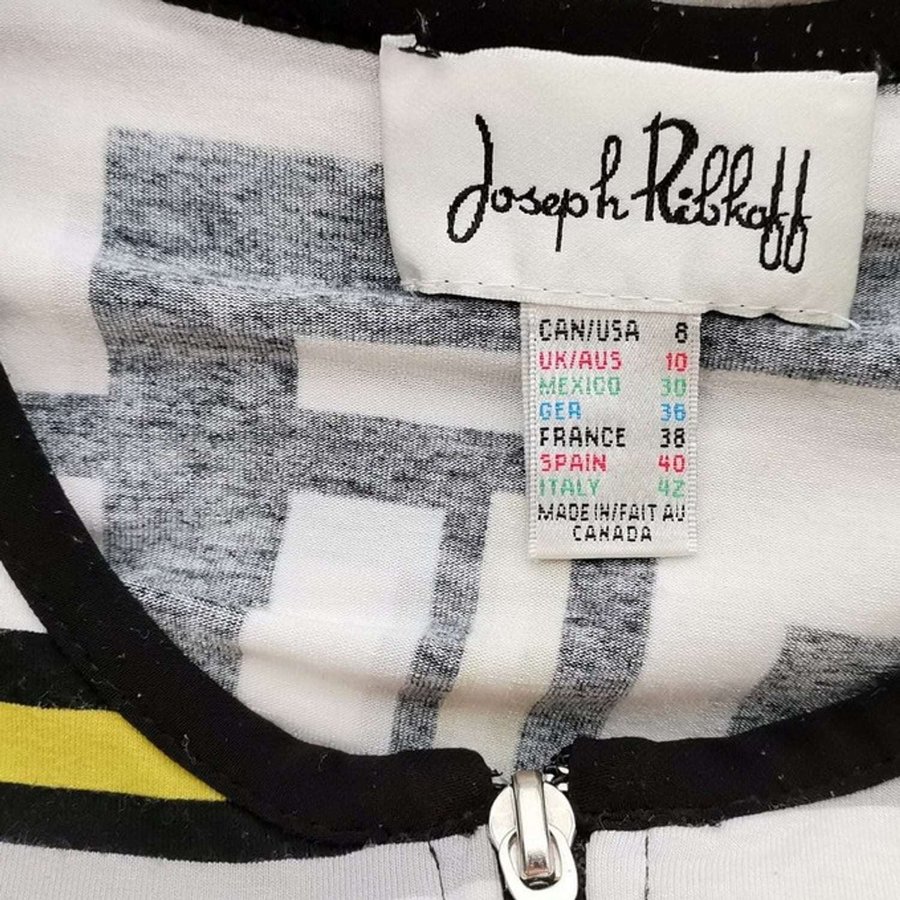 Joseph Ribkoff
CAN/USA 8
UK/AUS 10
MEXICO 30
GER 36
FRANCE 38
SPAIN 40
ITALY 42
MADE IN/FAIT AU
CANADA